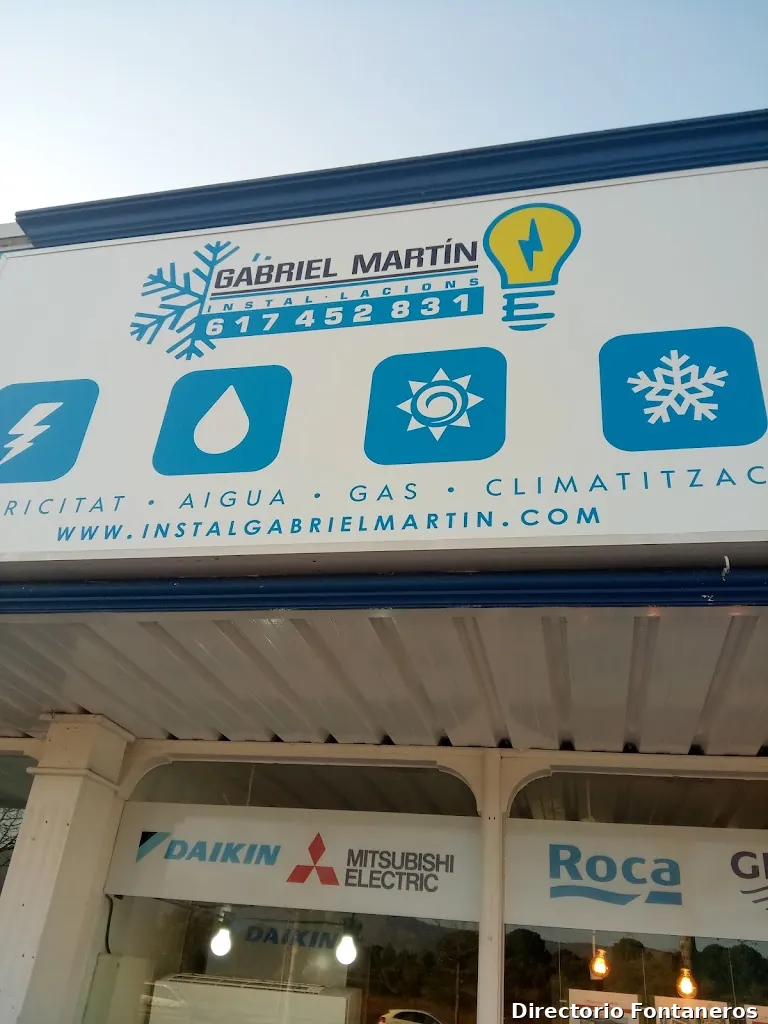 GABRIEL MARTÍN
INSTAL·LACIONS
617 452 831
RICITAT · AIGUA · GAS · CLIMATITZAC
WWW.INSTALGABRIELMARTIN.COM
DAIKIN
MITSUBISHI
ELECTRIC
Roca
DAIKIN
Directorio Fontaneros